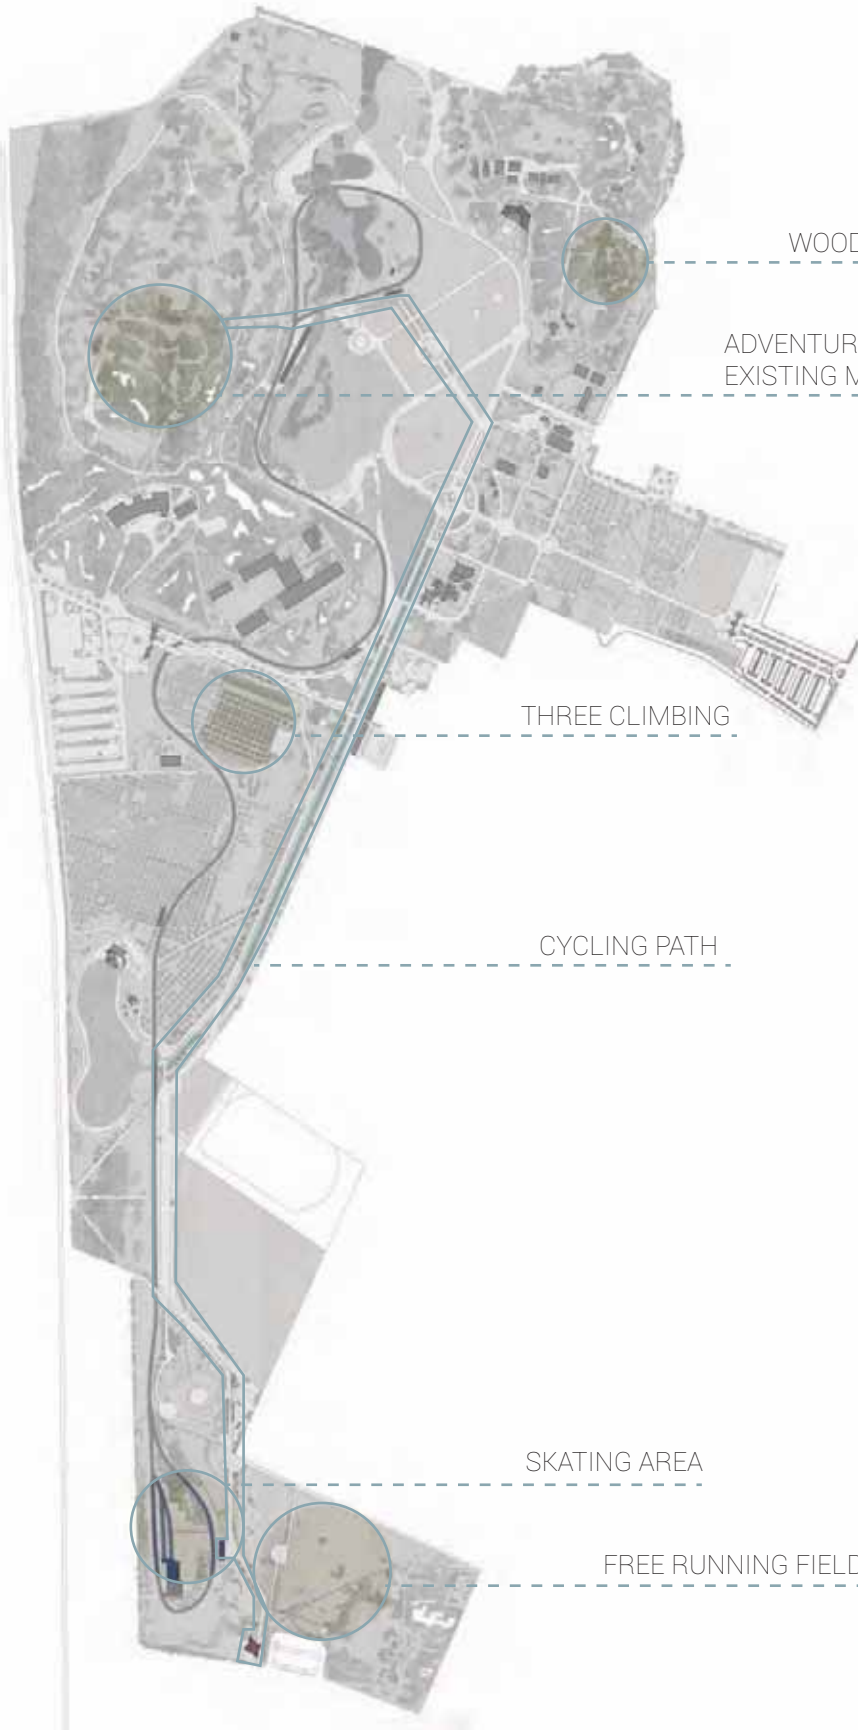 WOOD
ADVENTUR
EXISTING M
THREE CLIMBING
CYCLING PATH
SKATING AREA
FREE RUNNING FIELD